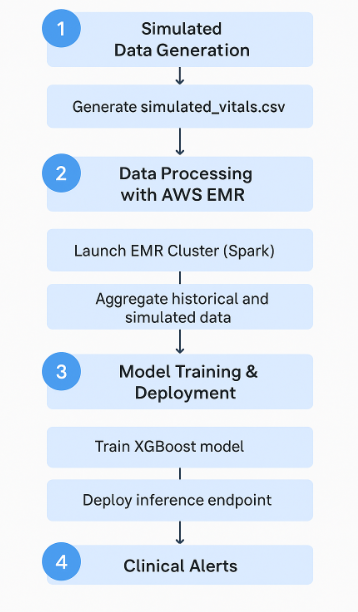 1
Simulated
Data Generation
Generate simulated_vitals.csv
2
Data Processing
with AWS EMR
Launch EMR Cluster (Spark)
Aggregate historical and
simulated data
3
Model Training &
Deployment
Train XGBoost model
Deploy inference endpoint
4
Clinical Alerts